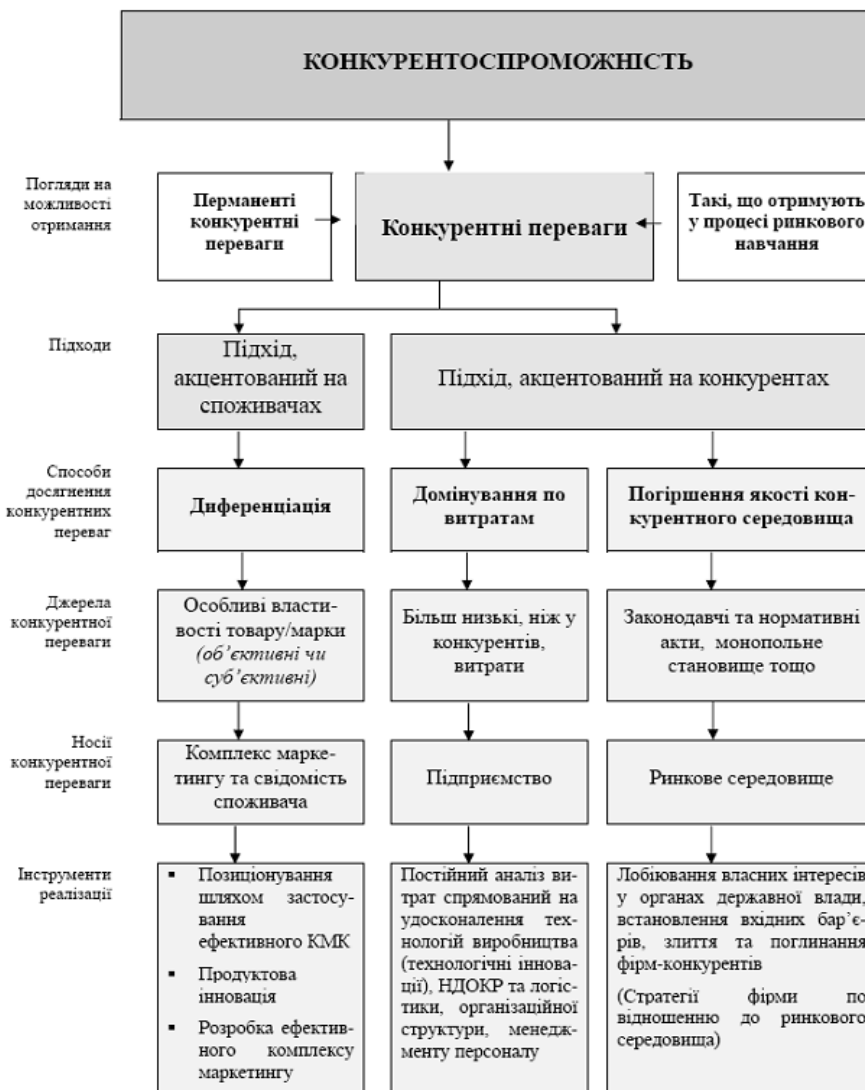 КОНКУРЕНТОСПРОМОЖНІСТЬ
Погляди на
можливості
отримання
Перманенті
конкурентні
переваги
Конкурентні переваги
Такі, що отримують
у процесі ринкового
навчання
Підходи
Підхід,
акцентований на
споживачах
Підхід, акцентований на конкурентах
Способи
досягнення
конкурентних
переваг
Диференціація
Домінування по
витратам
Погіршення якості кон-
курентного середовища
Джерела
конкурентної
переваги
Особливі власти-
вості товару/марки
(об’єктивні чи
суб’єктивні)
Більш низькі, ніж у
конкурентів,
витрати
Законодавчі та нормативні
акти, монопольне
становище тощо
Носії
конкурентної
переваги
Комплекс марке-
тингу та свідомість
споживача
Підприємство
Ринкове середовище
Інструменти
реалізації
▪ Позиціонування
шляхом застосу-
вання
ефективного КМК
▪ Продуктова
інновація
▪ Розробка ефектив-
ного комплексу
маркетингу
Постійний аналіз ви-
трат спрямований на
удосконалення тех-
нологій виробництва
(технологічні іннова-
ції), НДОКР та логіс-
тики, організаційної
структури, менедж-
менту персоналу
Лобіювання власних інтересів
у органах державної влади,
встановлення вхідних бар’є-
рів, злиття та поглинання
фірм-конкурентів
(Стратегії фірми по
відношенню до ринкового
середовища)